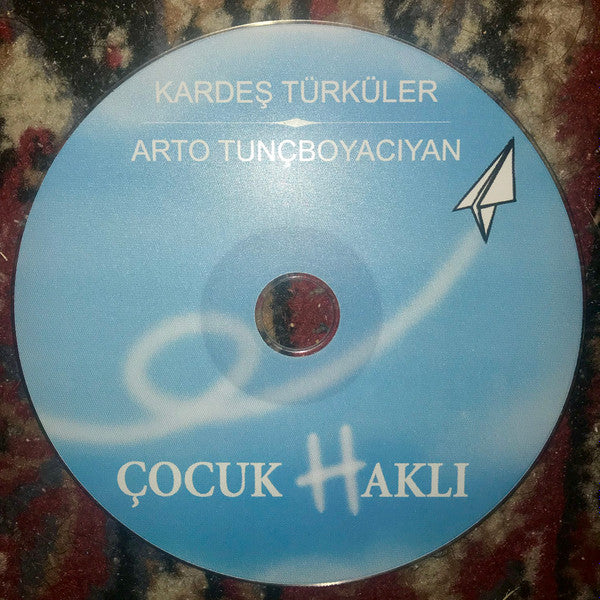 KARDEŞ TÜRKÜLER
ARTO TUNÇBOYACIYAN
ÇOCUK HAKLI